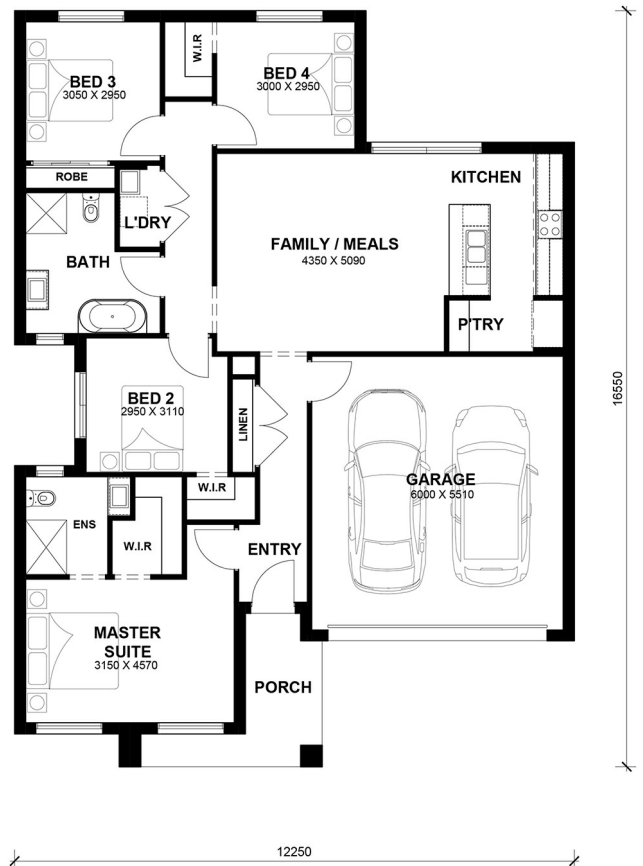 BED 3
3050 X 2950
W.I.R
BED 4
3000 X 2950
ROBE
L'DRY
BATH
KITCHEN
FAMILY / MEALS
4350 X 5090
P'TRY
BED 2
2950 X 3110
LINEN
W.I.R
GARAGE
6000 X 5510
ENS
W.I.R
ENTRY
MASTER
SUITE
3150 X 4570
PORCH
16550
12250